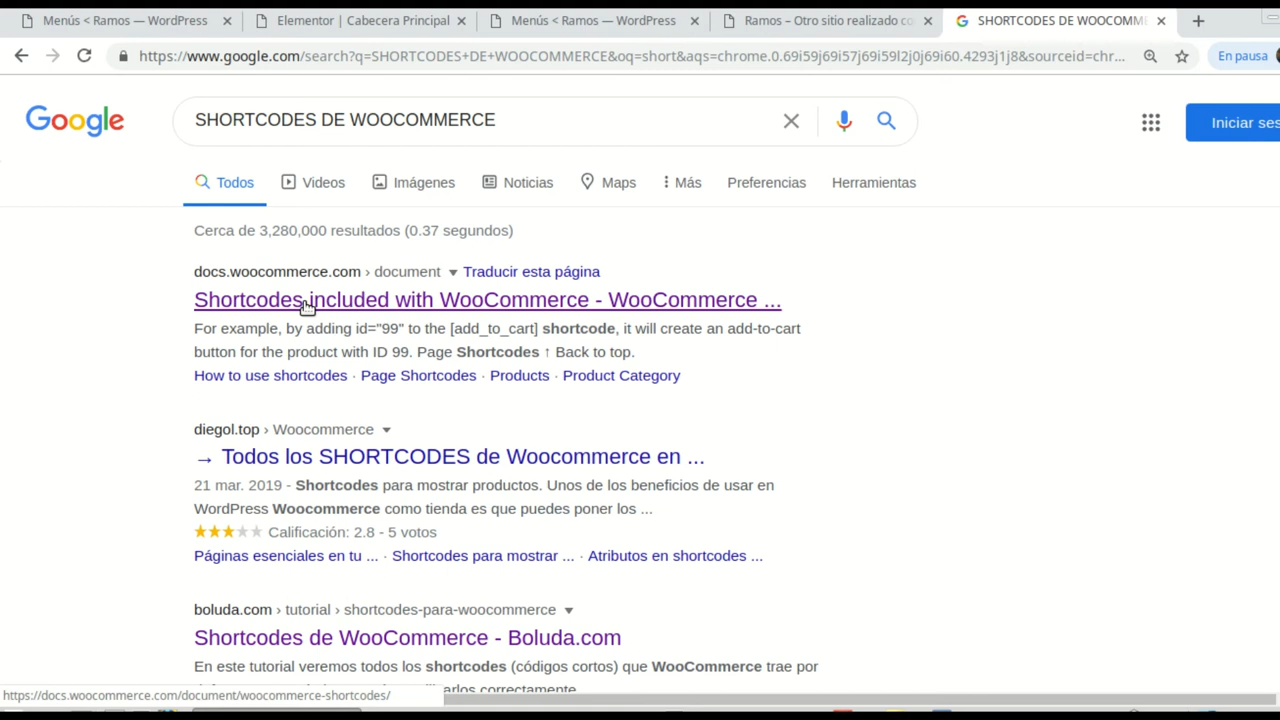 Menús < Ramos — WordPress
Elementor | Cabecera Principal
Menús < Ramos — WordPress
Ramos – Otro sitio realizado co
SHORTCODES DE WOOCOMME
https://www.google.com/search?q=SHORTCODES+DE+WOOCOMMERCE&oq=short&aqs=chrome.0.69i59j69i57j69i59l2j0j69i60.4293j1j8&sourceid=chr...
En pausa
Google
SHORTCODES DE WOOCOMMERCE
Iniciar ses
Todos
Videos
Imágenes
Noticias
Maps
Más
Preferencias
Herramientas
Cerca de 3,280,000 resultados (0.37 segundos)
docs.woocommerce.com › document Traducir esta página
Shortcodes included with WooCommerce - WooCommerce ...
For example, by adding id="99" to the [add_to_cart] shortcode, it will create an add-to-cart
button for the product with ID 99. Page Shortcodes ↑ Back to top.
How to use shortcodes · Page Shortcodes · Products · Product Category
diegol.top › Woocommerce
→ Todos los SHORTCODES de Woocommerce en ...
21 mar. 2019 - Shortcodes para mostrar productos. Unos de los beneficios de usar en
WordPress Woocommerce como tienda es que puedes poner los ...
Calificación: 2.8 - 5 votos
Páginas esenciales en tu ... · Shortcodes para mostrar ... · Atributos en shortcodes ...
boluda.com › tutorial › shortcodes-para-woocommerce
Shortcodes de WooCommerce - Boluda.com
En este tutorial veremos todos los shortcodes (códigos cortos) que WooCommerce trae por
arlos correctamente.
https://docs.woocommerce.com/document/woocommerce-shortcodes/